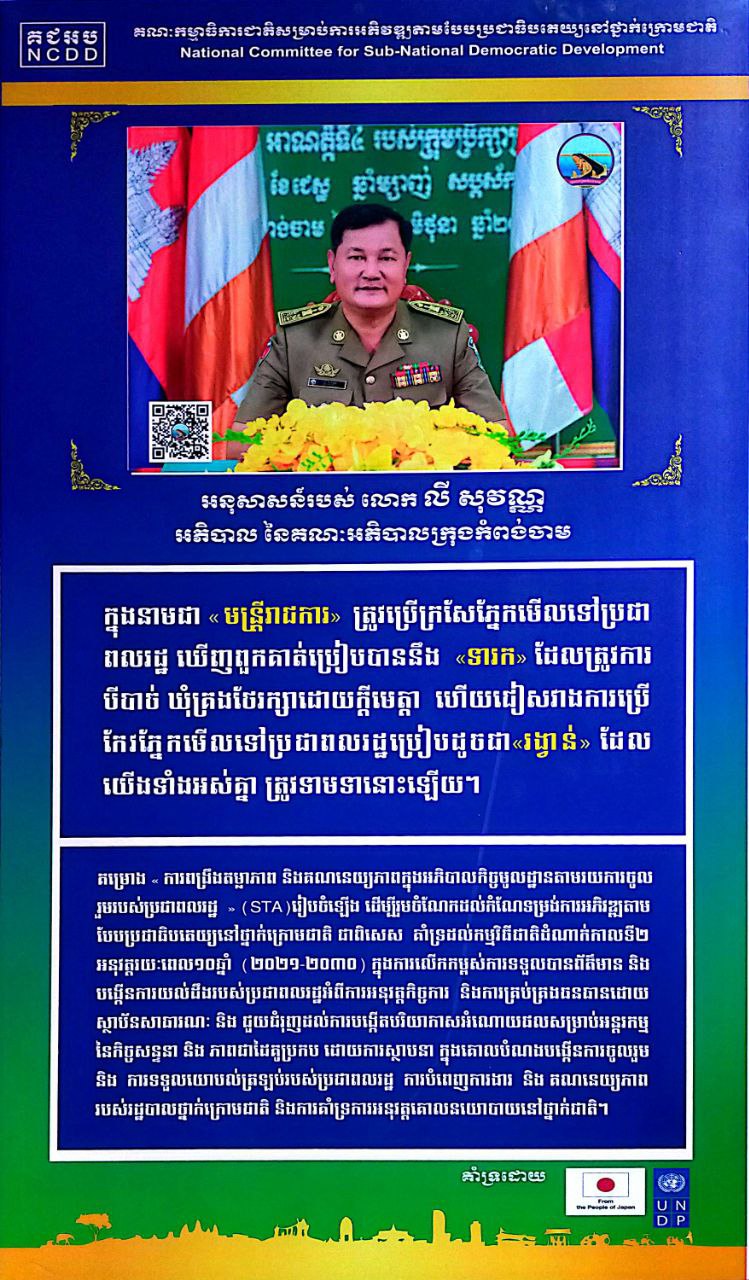 គជអប
NCDD
គណៈកម្មាធិការជាតិសម្រាប់ការអភិវឌ្ឍតាមបែបប្រជាធិបតេយ្យនៅថ្នាក់ក្រោមជាតិ
National Committee for Sub-National Democratic Development
អាណត្តិទី៤ របស់ក្រុមប្រឹក្សា
ខែជេស្ឋ ឆ្នាំម្សាញ់ សប្តស័ក
អនុសាសន៍របស់ លោក លី សុវណ្ណ
អភិបាល នៃគណៈអភិបាលក្រុងកំពង់ចាម
ក្នុងនាមជា «មន្ត្រីរាជការ» ត្រូវប្រើក្រសែភ្នែកមើលទៅប្រជា
ពលរដ្ឋ ឃើញពួកគាត់ប្រៀបបាននឹង «ទារក» ដែលត្រូវការ
បីបាច់ ឃុំគ្រងថែរក្សាដោយក្តីមេត្តា ហើយជៀសវាងការប្រើ
កែវភ្នែកមើលទៅប្រជាពលរដ្ឋប្រៀបដូចជា«រង្វាន់» ដែល
យើងទាំងអស់គ្នា ត្រូវទាមទានោះឡើយ។
គម្រោង « ការពង្រឹងតម្លាភាព និងគណនេយ្យភាពក្នុងអភិបាលកិច្ចមូលដ្ឋានតាមរយការចូល
រួមរបស់ប្រជាពលរដ្ឋ » (STA)រៀបចំឡើង ដើម្បីរួមចំណែកដល់កំណែទម្រង់ការអភិវឌ្ឍតាម
បែបប្រជាធិបតេយ្យនៅថ្នាក់ក្រោមជាតិ ជាពិសេស គាំទ្រដល់កម្មវិធីជាតិដំណាក់កាលទី២
អនុវត្តរយៈពេល១០ឆ្នាំ (២០២១-២០៣០) ក្នុងការលើកកម្ពស់ការទទួលបានព័ត៌មាន និង
បង្កើនការយល់ដឹងរបស់ប្រជាពលរដ្ឋអំពីការអនុវត្តកិច្ចការ និងការគ្រប់គ្រងធនធានដោយ
ស្ថាប័នសាធារណៈ និង ជួយជំរុញដល់ការបង្កើតបរិយាកាសអំណោយផលសម្រាប់អន្តរកម្ម
នៃកិច្ចសន្ទនា និង ភាពជាដៃគូប្រកប ដោយការស្ថាបនា ក្នុងគោលបំណងបង្កើនការចូលរួម
និង ការទទួលយោបល់ត្រឡប់របស់ប្រជាពលរដ្ឋ ការបំពេញការងារ និង គណនេយ្យភាព
របស់រដ្ឋបាលថ្នាក់ក្រោមជាតិ និងការគាំទ្រការអនុវត្តគោលនយោបាយនៅថ្នាក់ជាតិ។
គាំទ្រដោយ
From
the People of Japan
UN
DP